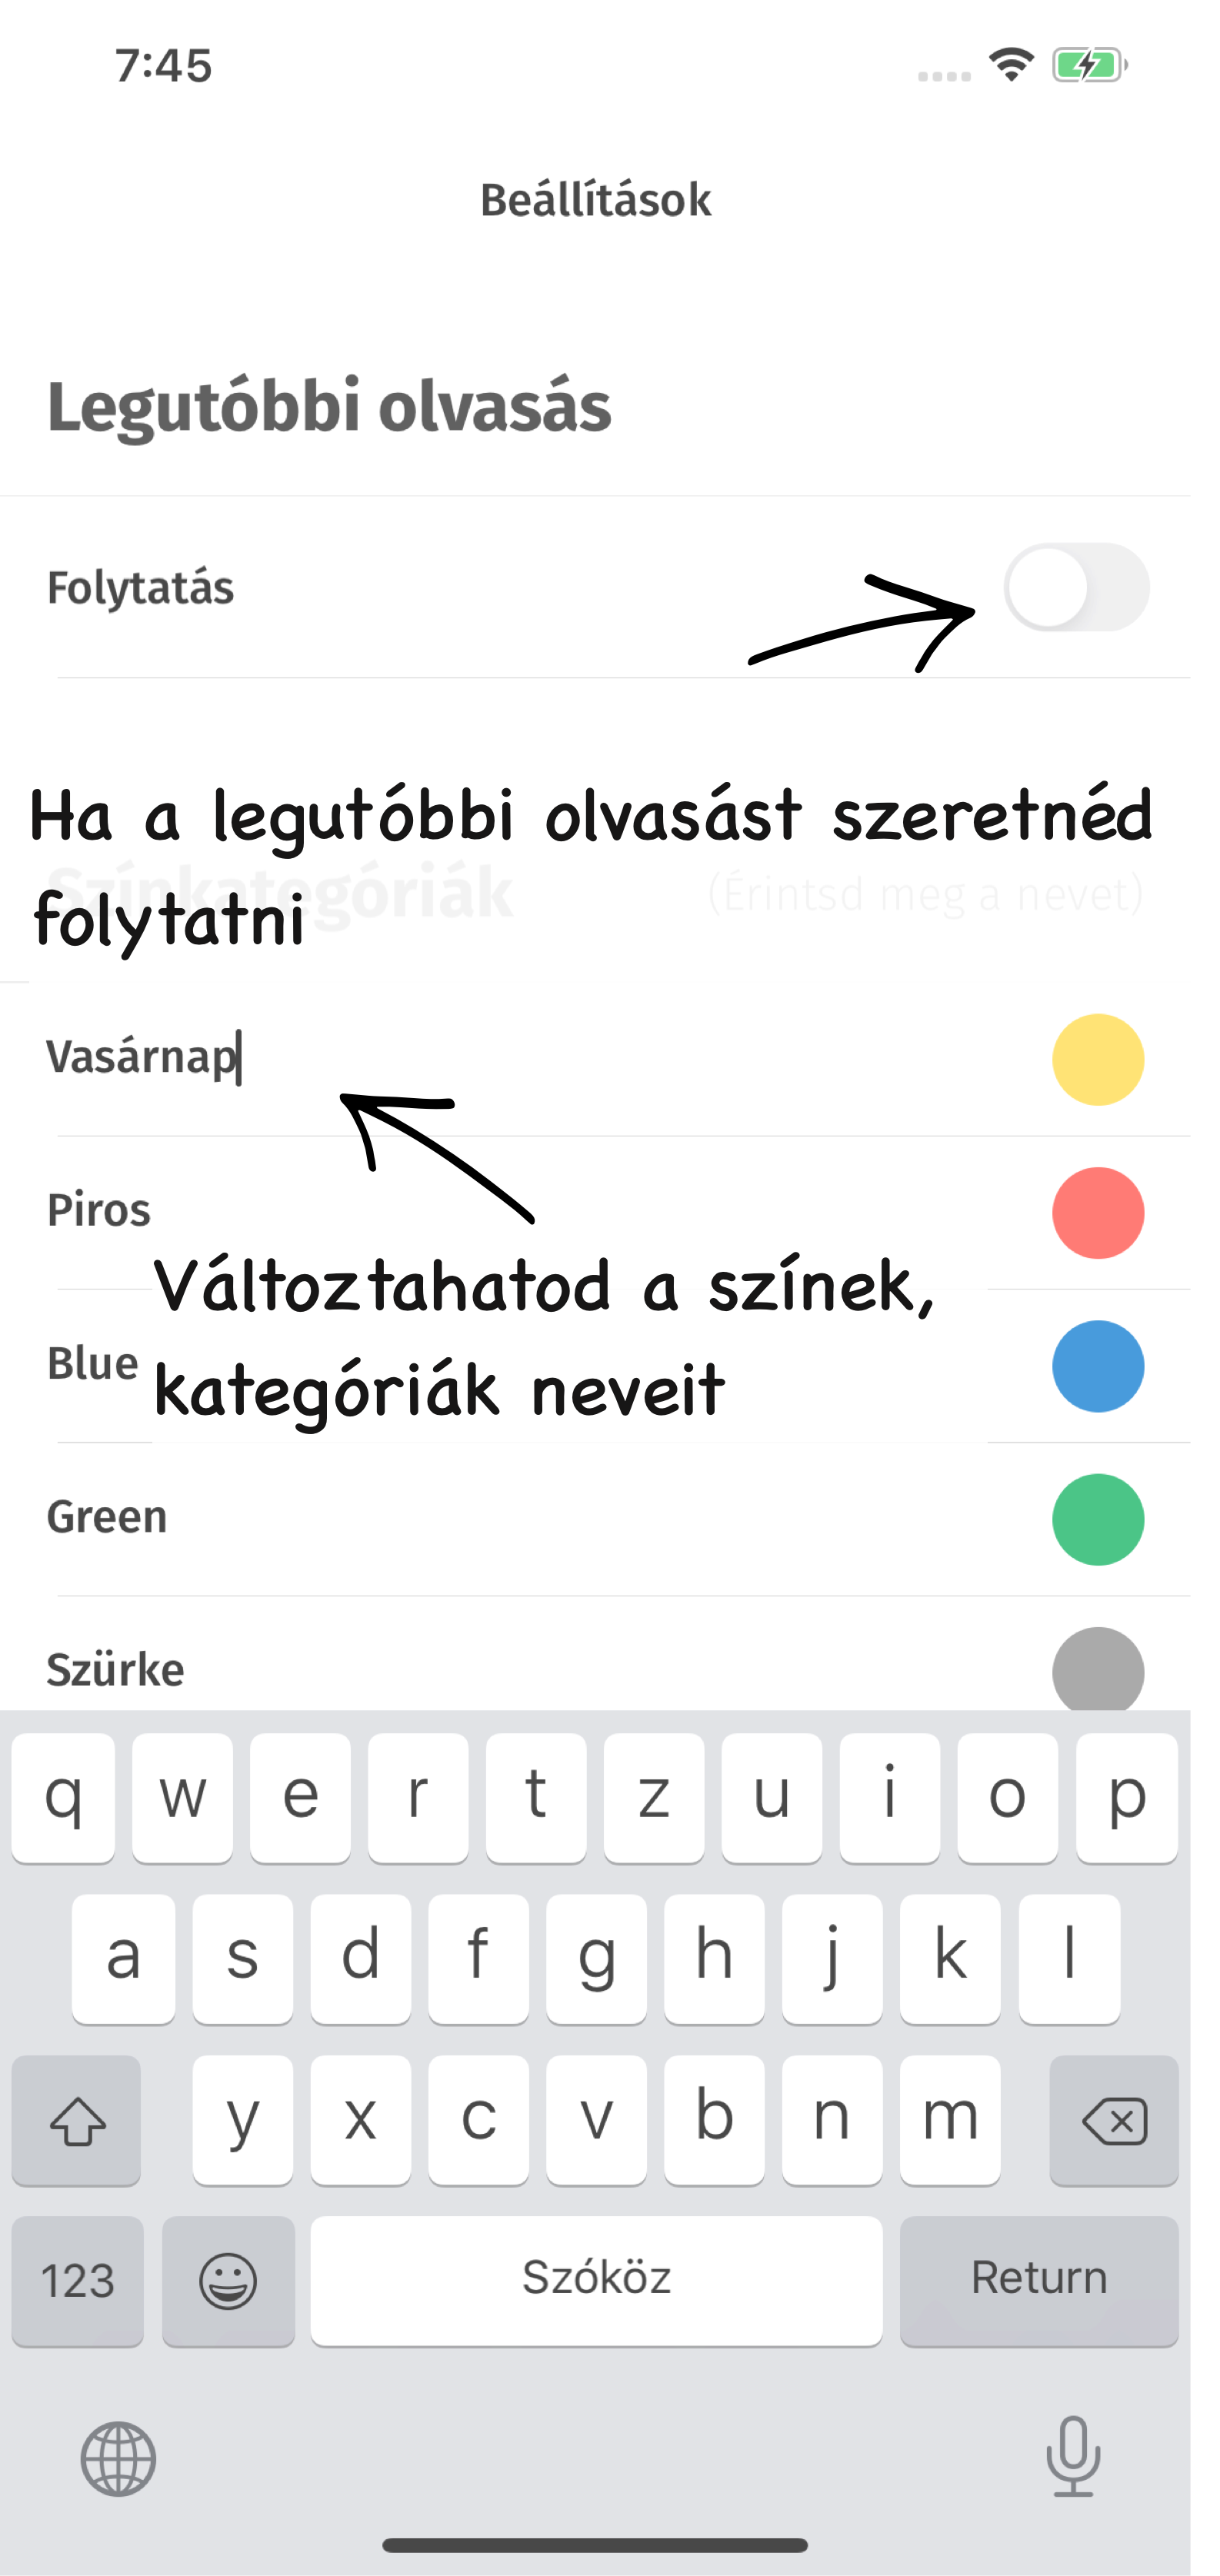 7:45
Beállítások
Legutóbbi olvasás
Folytatás
Ha a legutóbbi olvasást szeretnéd
Színkategóriák (Érintsd meg a nevet)
folytatni
Vasárnap
Piros
Változtahatod a színek,
Blue
kategóriák neveit
Green
Szürke
q w e r t z u i o p
a s d f g h j k l
y x c v b n m
123 Szóköz Return